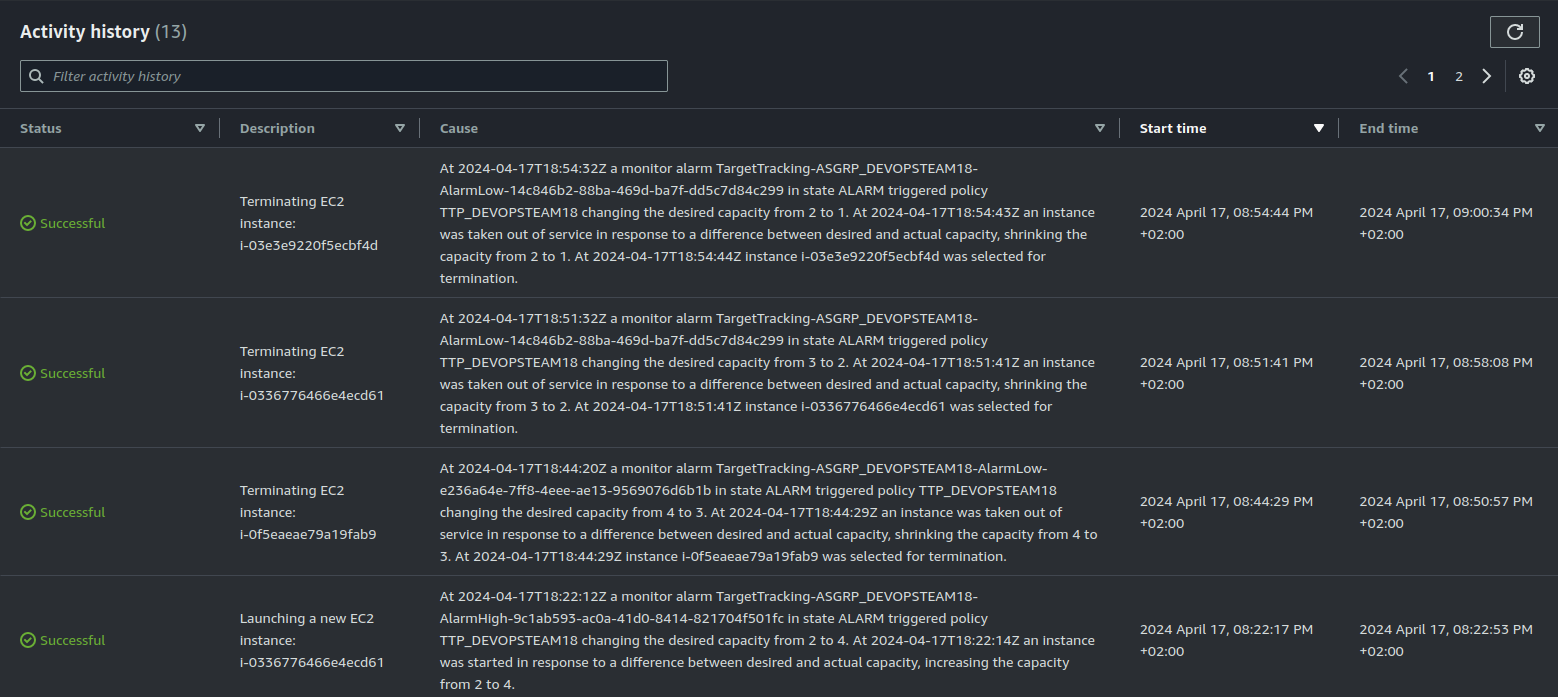 Activity history (13)
Filter activity history
1 2
Status Description Cause Start time End time
Successful
Terminating EC2
instance:
i-03e3e9220f5ecbf4d
At 2024-04-17T18:54:32Z a monitor alarm TargetTracking-ASGRP_DEVOPSTEAM18-
AlarmLow-14c846b2-88ba-469d-ba7f-dd5c7d84c299 in state ALARM triggered policy
TTP_DEVOPSTEAM18 changing the desired capacity from 2 to 1. At 2024-04-17T18:54:43Z an instance
was taken out of service in response to a difference between desired and actual capacity, shrinking the
capacity from 2 to 1. At 2024-04-17T18:54:44Z instance i-03e3e9220f5ecbf4d was selected for
termination.
2024 April 17, 08:54:44 PM
+02:00
2024 April 17, 09:00:34 PM
+02:00
Successful
Terminating EC2
instance:
i-0336776466e4ecd61
At 2024-04-17T18:51:32Z a monitor alarm TargetTracking-ASGRP_DEVOPSTEAM18-
AlarmLow-14c846b2-88ba-469d-ba7f-dd5c7d84c299 in state ALARM triggered policy
TTP_DEVOPSTEAM18 changing the desired capacity from 3 to 2. At 2024-04-17T18:51:41Z an instance
was taken out of service in response to a difference between desired and actual capacity, shrinking the
capacity from 3 to 2. At 2024-04-17T18:51:41Z instance i-0336776466e4ecd61 was selected for
termination.
2024 April 17, 08:51:41 PM
+02:00
2024 April 17, 08:58:08 PM
+02:00
Successful
Terminating EC2
instance:
i-0f5eaeae79a19fab9
At 2024-04-17T18:44:20Z a monitor alarm TargetTracking-ASGRP_DEVOPSTEAM18-AlarmLow-
e236a64e-7ff8-4eee-ae13-9569076d6b1b in state ALARM triggered policy TTP_DEVOPSTEAM18
changing the desired capacity from 4 to 3. At 2024-04-17T18:44:29Z an instance was taken out of
service in response to a difference between desired and actual capacity, shrinking the capacity from 4 to
3. At 2024-04-17T18:44:29Z instance i-0f5eaeae79a19fab9 was selected for termination.
2024 April 17, 08:44:29 PM
+02:00
2024 April 17, 08:50:57 PM
+02:00
Successful
Launching a new EC2
instance:
i-0336776466e4ecd61
At 2024-04-17T18:22:12Z a monitor alarm TargetTracking-ASGRP_DEVOPSTEAM18-
AlarmHigh-9c1ab593-ac0a-41d0-8414-821704f501fc in state ALARM triggered policy
TTP_DEVOPSTEAM18 changing the desired capacity from 2 to 4. At 2024-04-17T18:22:14Z an instance
was started in response to a difference between desired and actual capacity, increasing the capacity
from 2 to 4.
2024 April 17, 08:22:17 PM
+02:00
2024 April 17, 08:22:53 PM
+02:00